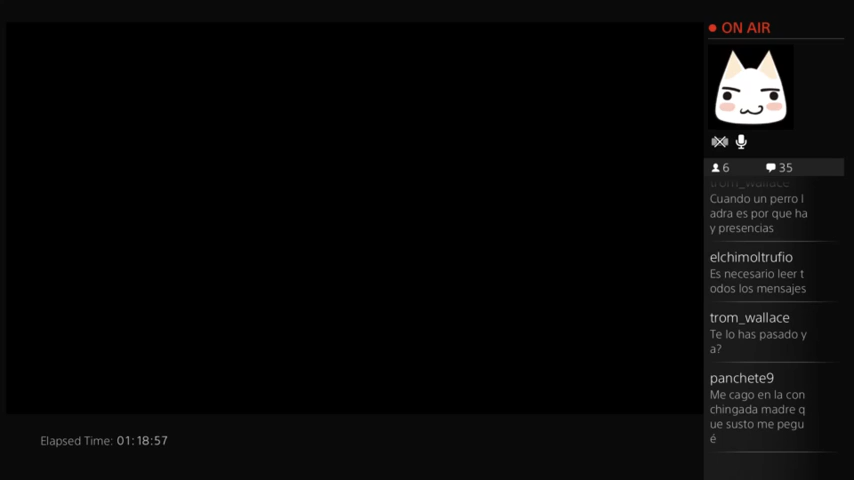 ON AIR
6 35
trom_wallace
Cuando un perro l
adra es por que ha
y presencias
elchimoltrufio
Es necesario leer t
odos los mensajes
trom_wallace
Te lo has pasado y
a?
panchete9
Me cago en la con
chingada madre q
ue susto me pegu
é
Elapsed Time: 01:18:57